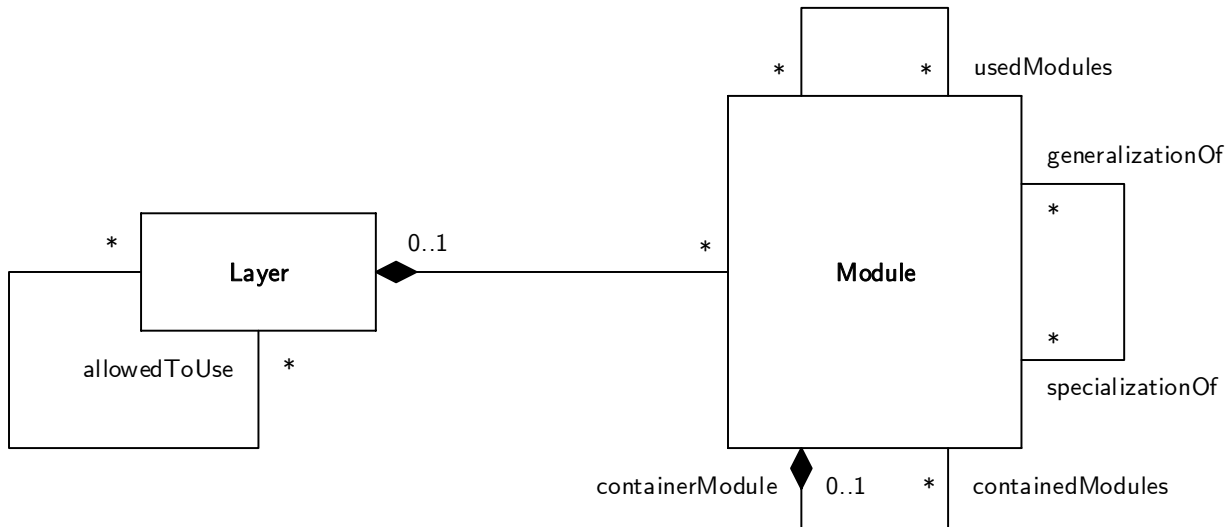 * * usedModules
generalizationOf
*
* 0..1 *
Layer Module
*
allowedToUse *
specializationOf
containerModule 0..1 * containedModules